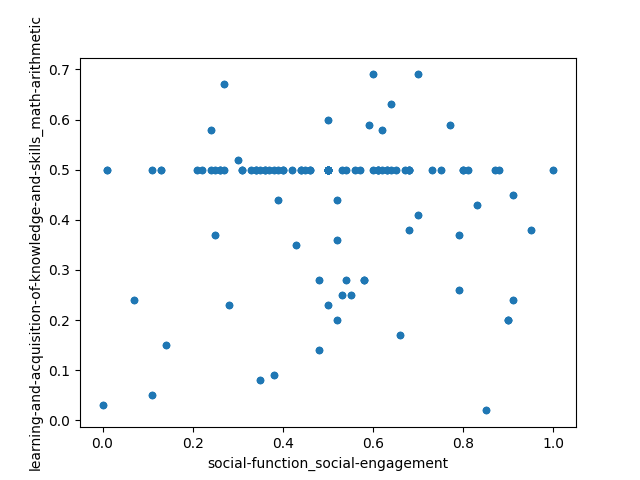 learning-and-acquisition-of-knowledge-and-skills_math-arithmetic
0.7
0.6
0.5
0.4
0.3
0.2
0.1
0.0
0.0 0.2 0.4 0.6 0.8 1.0
social-function_social-engagement